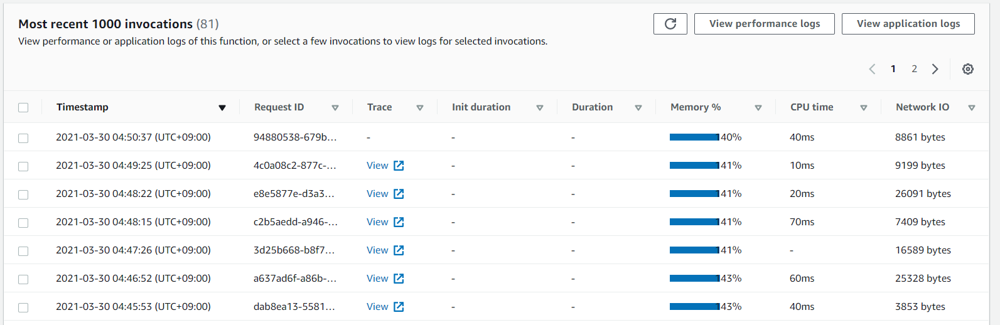 Most recent 1000 invocations (81)
View performance logs
View application logs
View performance or application logs of this function, or select a few invocations to view logs for selected invocations.
1 2
Timestamp Request ID Trace Init duration Duration Memory % CPU time Network IO
2021-03-30 04:50:37 (UTC+09:00) 94880538-679b... - - - 140% 40ms 8861 bytes
2021-03-30 04:49:25 (UTC+09:00) 4c0a08c2-877c-... View - - 141% 10ms 9199 bytes
2021-03-30 04:48:22 (UTC+09:00) e8e5877e-d3a3... View - - 141% 20ms 26091 bytes
2021-03-30 04:48:15 (UTC+09:00) c2b5aedd-a946-... View - - 141% 70ms 7409 bytes
2021-03-30 04:47:26 (UTC+09:00) 3d25b668-b8f7... View - - 141% - 16589 bytes
2021-03-30 04:46:52 (UTC+09:00) a637ad6f-a86b-... View - - 143% 60ms 25328 bytes
2021-03-30 04:45:53 (UTC+09:00) dab8ea13-5581... View - - 143% 40ms 3853 bytes